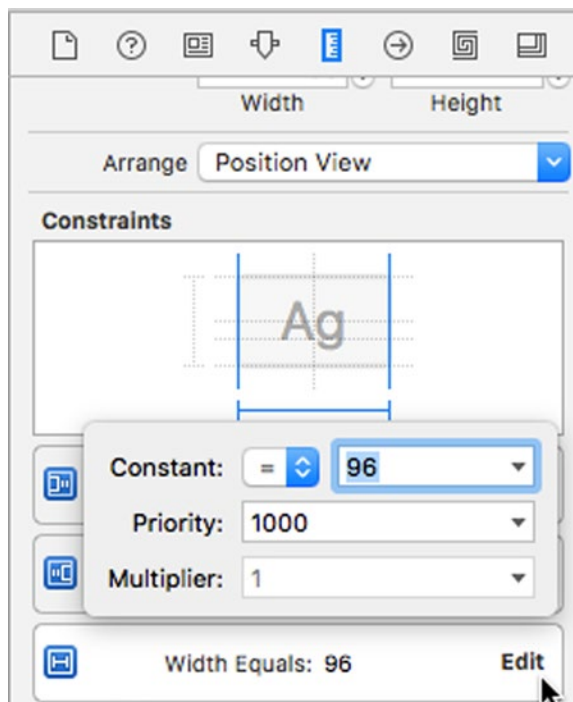 Width Height
Arrange Position View
Constraints
Ag
Constant: = 96
Priority: 1000
Multiplier: 1
Width Equals: 96 Edit